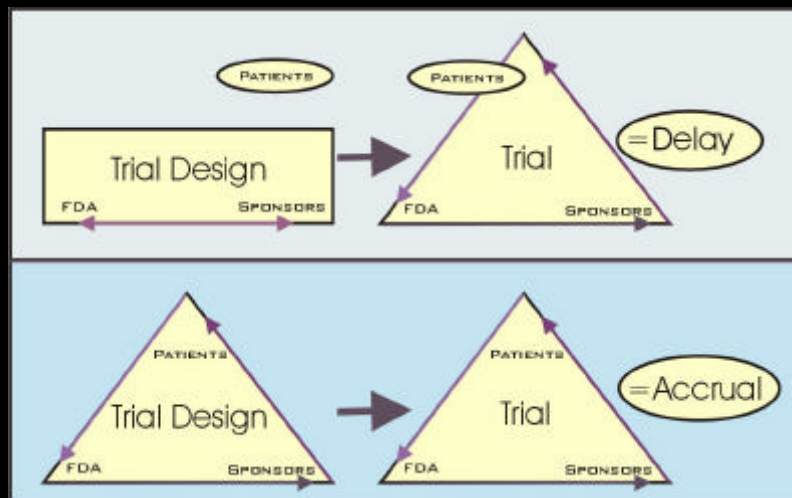 PATIENTS
PATIENTS
Trial Design
Trial
=Delay
FDA
SPONSORS
FDA
SPONSORS
PATIENTS
PATIENTS
Trial Design
Trial
=Accrual
FDA
SPONSORS
FDA
SPONSORS